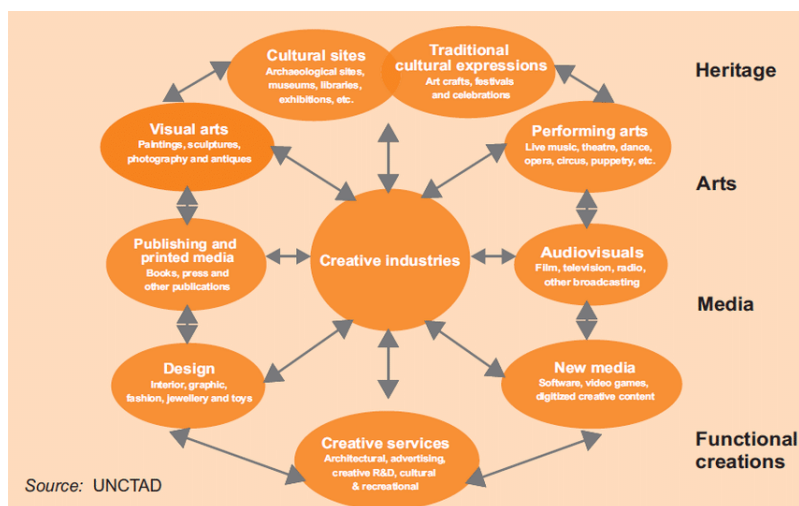 Cultural sites
Archaeological sites,
museums, libraries,
exhibitions, etc.
Traditional
cultural expressions
Art crafts, festivals
and celebrations
Heritage
Visual arts
Paintings, sculptures,
photography and antiques
Performing arts
Live music, theatre, dance,
opera, circus, puppetry, etc.
Arts
Publishing and
printed media
Books, press and
other publications
Creative industries
Audiovisuals
Film, television, radio,
other broadcasting
Media
Design
Interior, graphic,
fashion, jewellery and toys
New media
Software, video games,
digitized creative content
Creative services
Architectural, advertising,
creative R&D, cultural
& recreational
Functional
creations
Source: UNCTAD